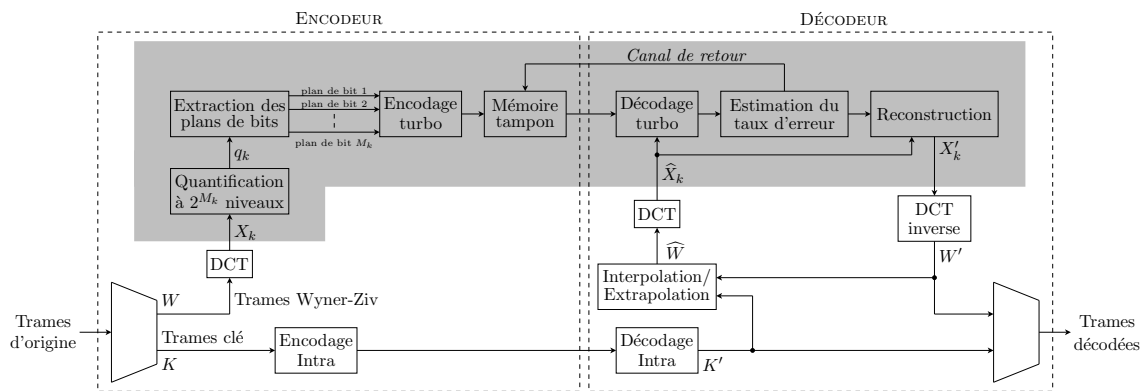 ENCODEUR
DÉCODEUR
Canal de retour
Extraction des
plans de bits
plan de bit 1
plan de bit 2
plan de bit M_k
Encodage
turbo
Mémoire
tampon
Décodage
turbo
Estimation du
taux d'erreur
Reconstruction
q_k
X̂_k
X'_k
Quantification
à 2^{M_k} niveaux
X_k
DCT
DCT
DCT
inverse
Ŵ
W'
Interpolation/
Extrapolation
W
Trames Wyner-Ziv
Trames
d'origine
Trames clé
K
Encodage
Intra
Décodage
Intra
K'
Trames
décodées